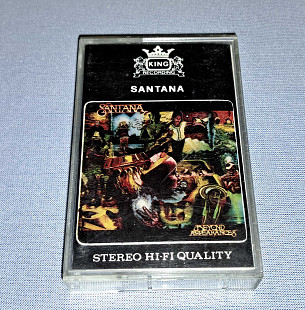 KING
RECORDING
SANTANA
SANTANA
BEYOND
APPEARANCES
STEREO HI-FI QUALITY